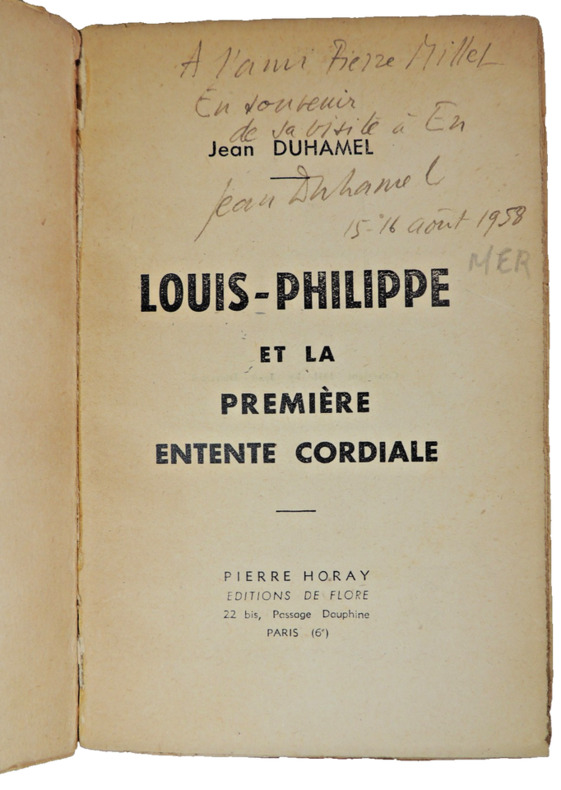 A l'ami Pierre Millet
En souvenir
de sa visite à En
Jean DUHAMEL
Jean Duhamel
15-16 août 1958
MER
LOUIS-PHILIPPE
ET LA
PREMIÈRE
ENTENTE CORDIALE
PIERRE HORAY
EDITIONS DE FLORE
22 bis, Passage Dauphine
PARIS (6ᵉ)